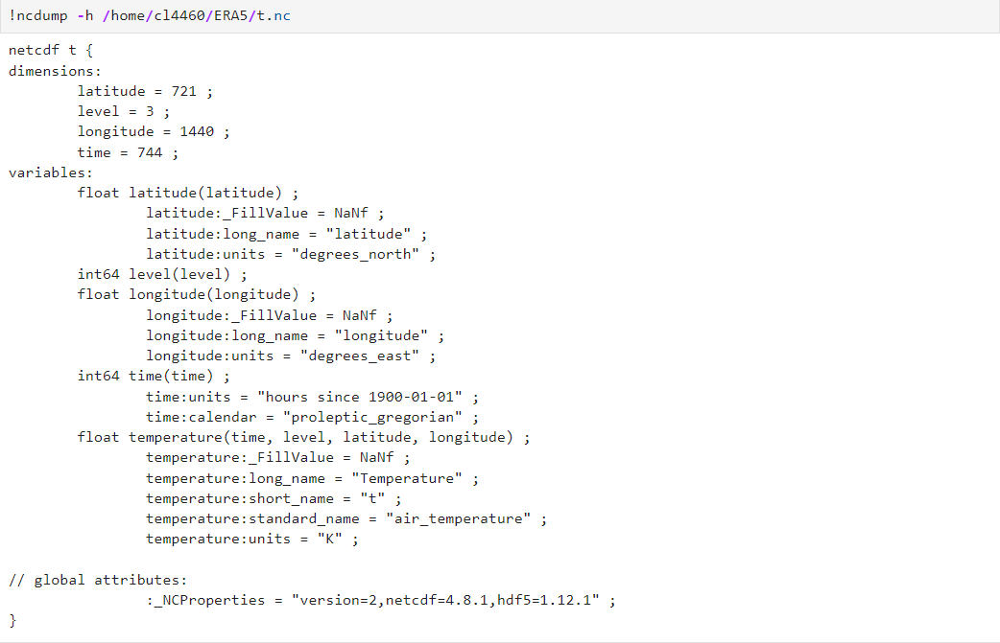 !ncdump -h /home/cl4460/ERA5/t.nc
netcdf t {
dimensions:
latitude = 721 ;
level = 3 ;
longitude = 1440 ;
time = 744 ;
variables:
float latitude(latitude) ;
latitude:_FillValue = NaNf ;
latitude:long_name = "latitude" ;
latitude:units = "degrees_north" ;
int64 level(level) ;
float longitude(longitude) ;
longitude:_FillValue = NaNf ;
longitude:long_name = "longitude" ;
longitude:units = "degrees_east" ;
int64 time(time) ;
time:units = "hours since 1900-01-01" ;
time:calendar = "proleptic_gregorian" ;
float temperature(time, level, latitude, longitude) ;
temperature:_FillValue = NaNf ;
temperature:long_name = "Temperature" ;
temperature:short_name = "t" ;
temperature:standard_name = "air_temperature" ;
temperature:units = "K" ;
// global attributes:
:_NCProperties = "version=2,netcdf=4.8.1,hdf5=1.12.1" ;
}